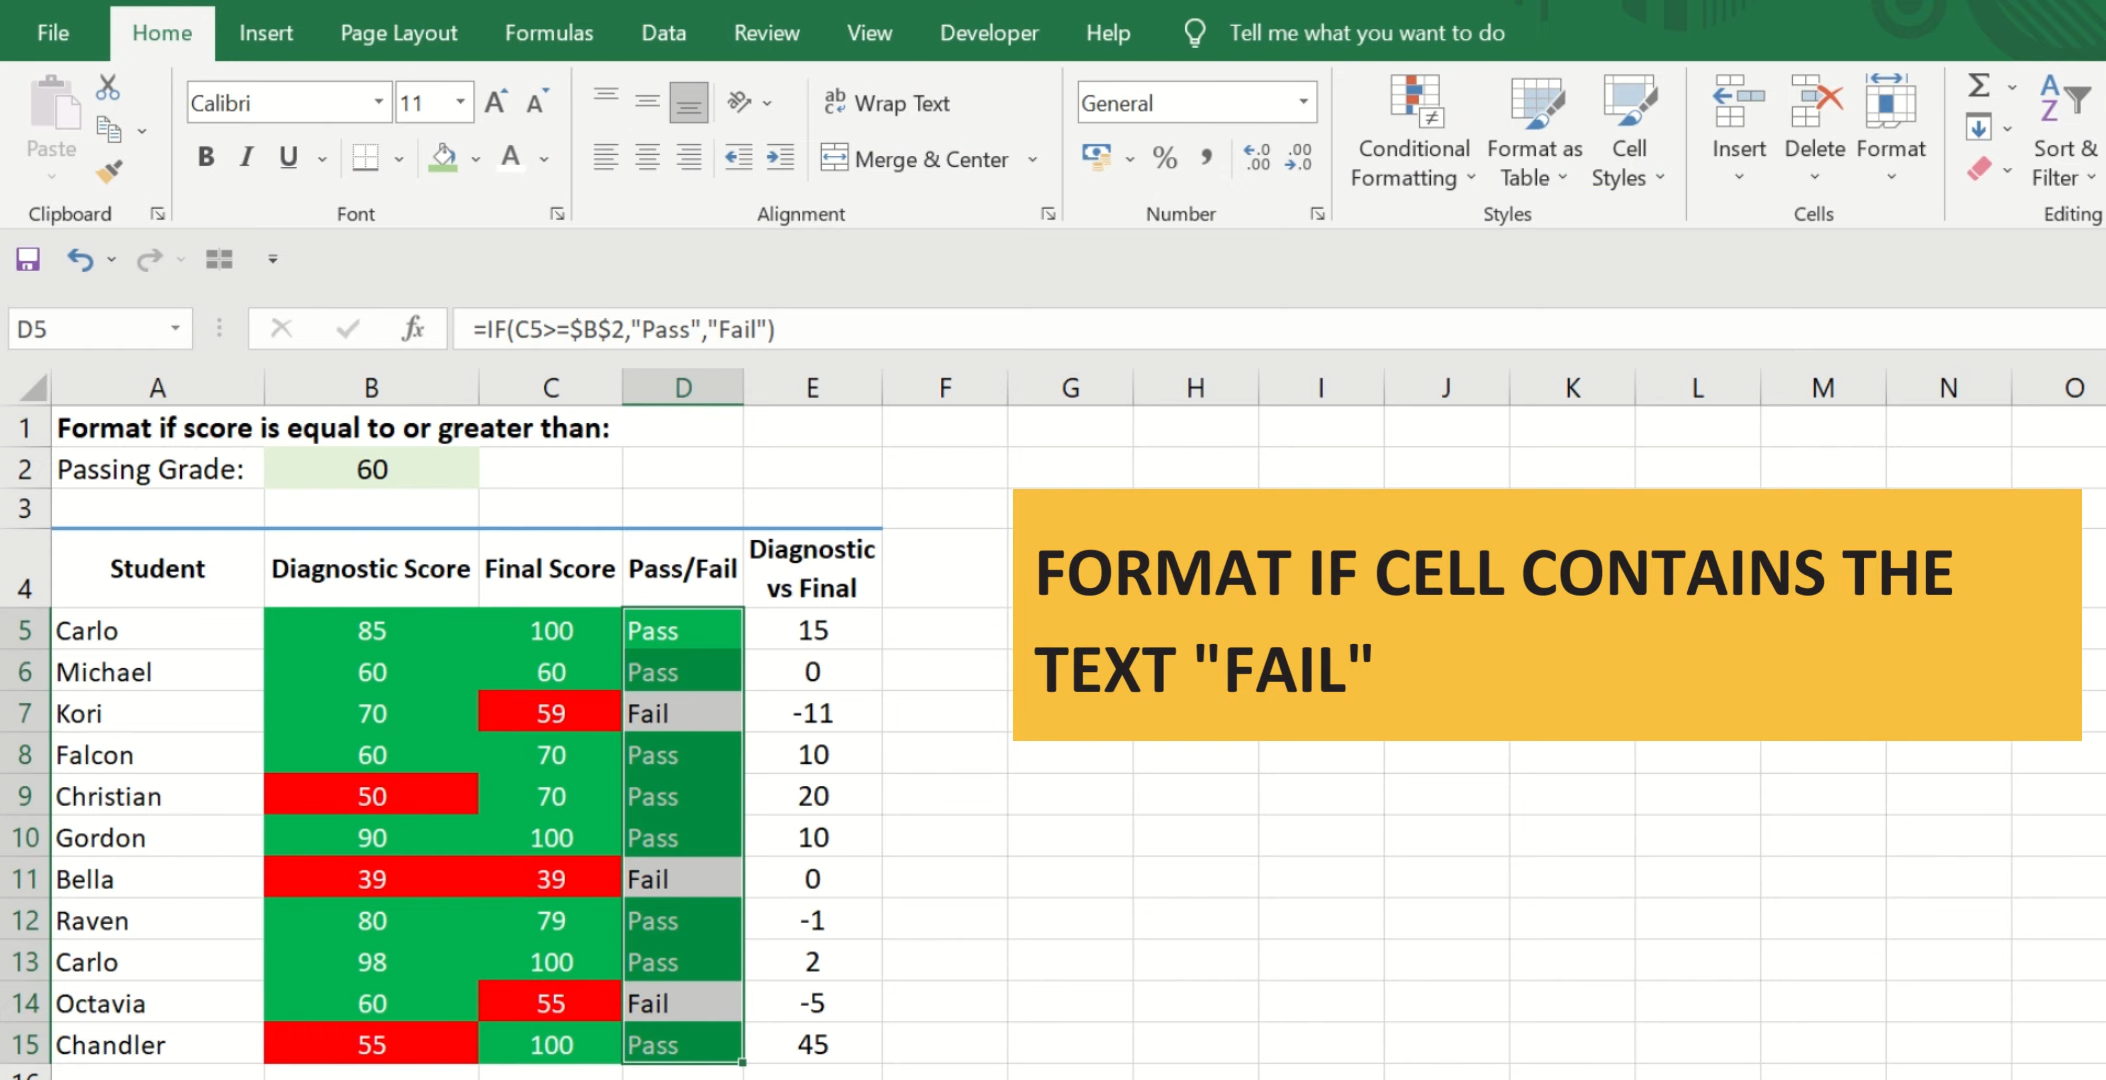 File Home Insert Page Layout Formulas Data Review View Developer Help Tell me what you want to do
Calibri 11 A A ab Wrap Text General
Paste B I U A Merge & Center % Conditional Formatting Format as Table Cell Styles Insert Delete Format Sort & Filter
Clipboard Font Alignment Number Styles Cells Editing
D5 fx =IF(C5>=$B$2,"Pass","Fail")
A B C D E F G H I J K L M N O
1 Format if score is equal to or greater than:
2 Passing Grade: 60
3
4 Student Diagnostic Score Final Score Pass/Fail Diagnostic vs Final
5 Carlo 85 100 Pass 15
6 Michael 60 60 Pass 0
7 Kori 70 59 Fail -11
8 Falcon 60 70 Pass 10
9 Christian 50 70 Pass 20
10 Gordon 90 100 Pass 10
11 Bella 39 39 Fail 0
12 Raven 80 79 Pass -1
13 Carlo 98 100 Pass 2
14 Octavia 60 55 Fail -5
15 Chandler 55 100 Pass 45
FORMAT IF CELL CONTAINS THE
TEXT "FAIL"